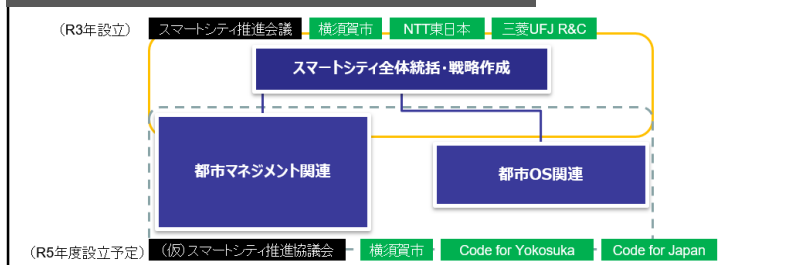 （R3年設立） スマートシティ推進会議 横須賀市 NTT東日本 三菱UFJ R&C
スマートシティ全体統括・戦略作成
都市マネジメント関連
都市OS関連
（R5年度設立予定） （仮）スマートシティ推進協議会 横須賀市 Code for Yokosuka Code for Japan